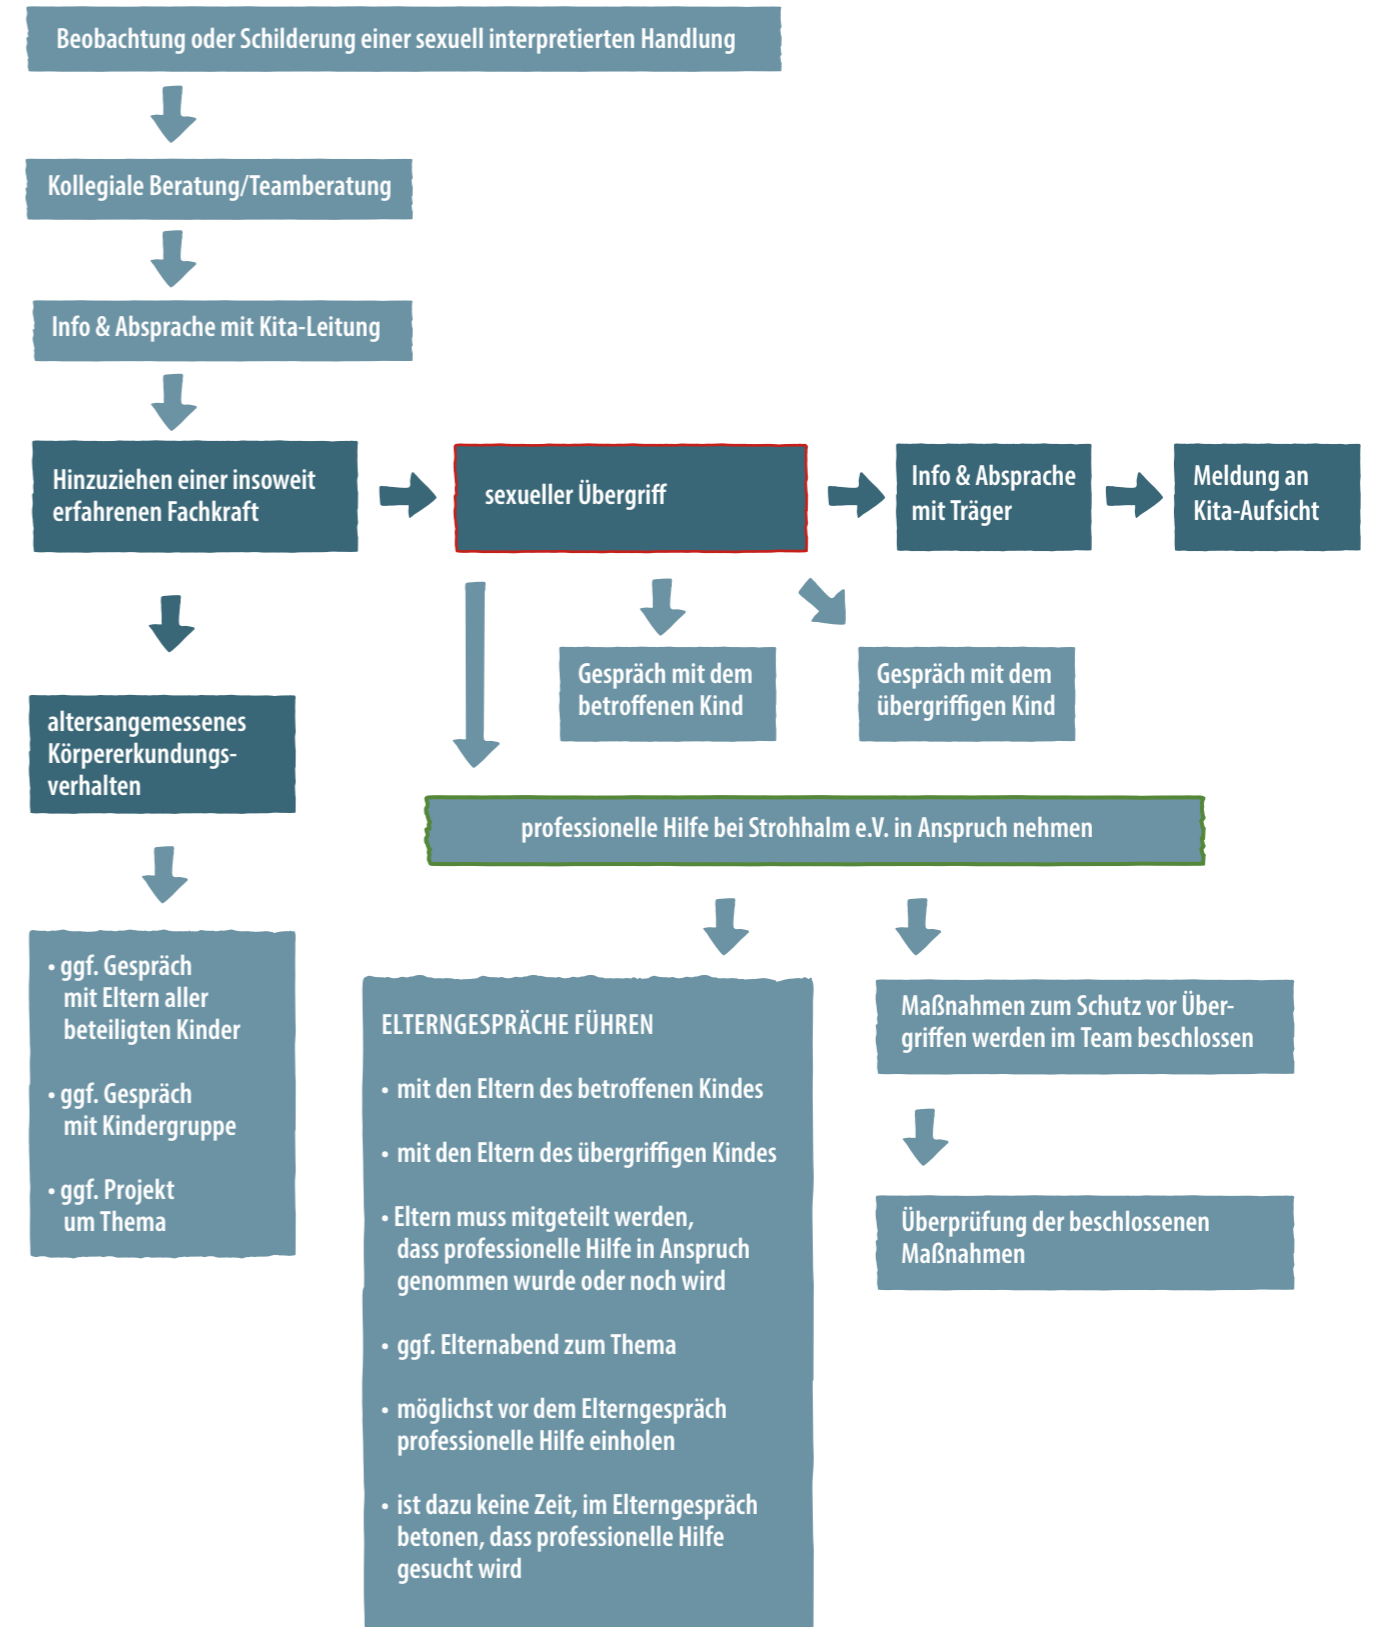 Beobachtung oder Schilderung einer sexuell interpretierten Handlung
Kollegiale Beratung/Teamberatung
Info & Absprache mit Kita-Leitung
Hinzuziehen einer insoweit
erfahrenen Fachkraft
sexueller Übergriff
Info & Absprache
mit Träger
Meldung an
Kita-Aufsicht
Gespräch mit dem
betroffenen Kind
Gespräch mit dem
übergriffigen Kind
altersangemessenes
Körpererkundungs-
verhalten
professionelle Hilfe bei Strohhalm e.V. in Anspruch nehmen
• ggf. Gespräch
mit Eltern aller
beteiligten Kinder
• ggf. Gespräch
mit Kindergruppe
• ggf. Projekt
um Thema
ELTERNGESPRÄCHE FÜHREN
• mit den Eltern des betroffenen Kindes
• mit den Eltern des übergriffigen Kindes
• Eltern muss mitgeteilt werden,
dass professionelle Hilfe in Anspruch
genommen wurde oder noch wird
• ggf. Elternabend zum Thema
• möglichst vor dem Elterngespräch
professionelle Hilfe einholen
• ist dazu keine Zeit, im Elterngespräch
betonen, dass professionelle Hilfe
gesucht wird
Maßnahmen zum Schutz vor Über-
griffen werden im Team beschlossen
Überprüfung der beschlossenen
Maßnahmen